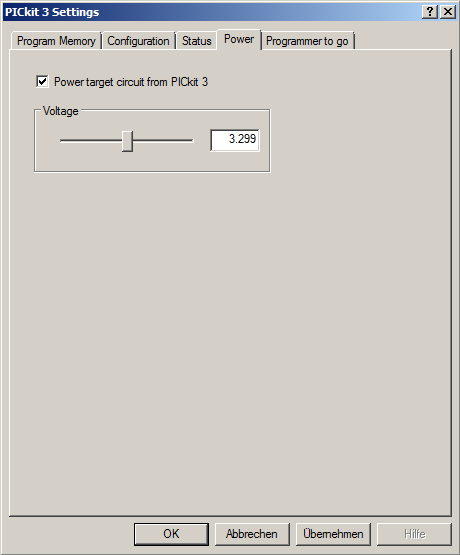 PICkit 3 Settings
Program Memory Configuration Status Power Programmer to go
Power target circuit from PICkit 3
Voltage
3.299
OK Abbrechen Übernehmen Hilfe